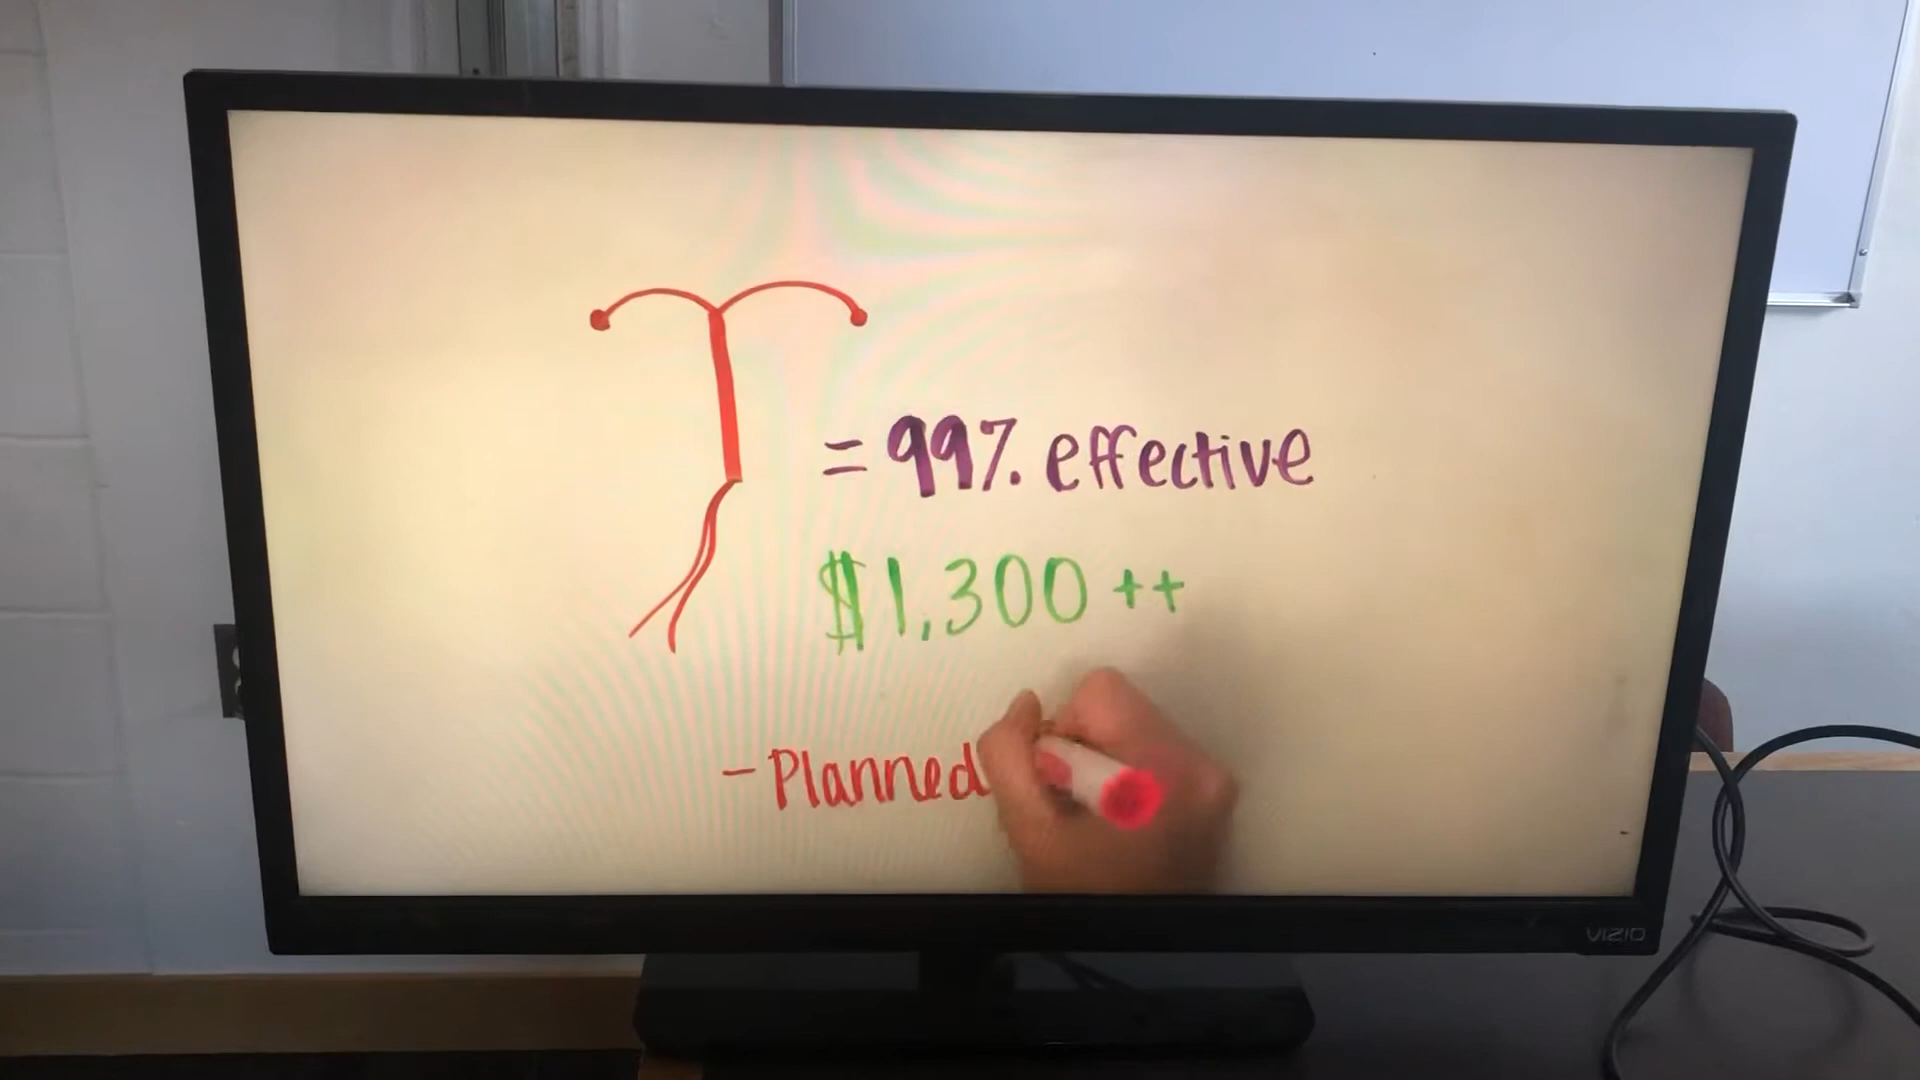 = 99% effective
$1,300 ++
- Planned
VIZIO